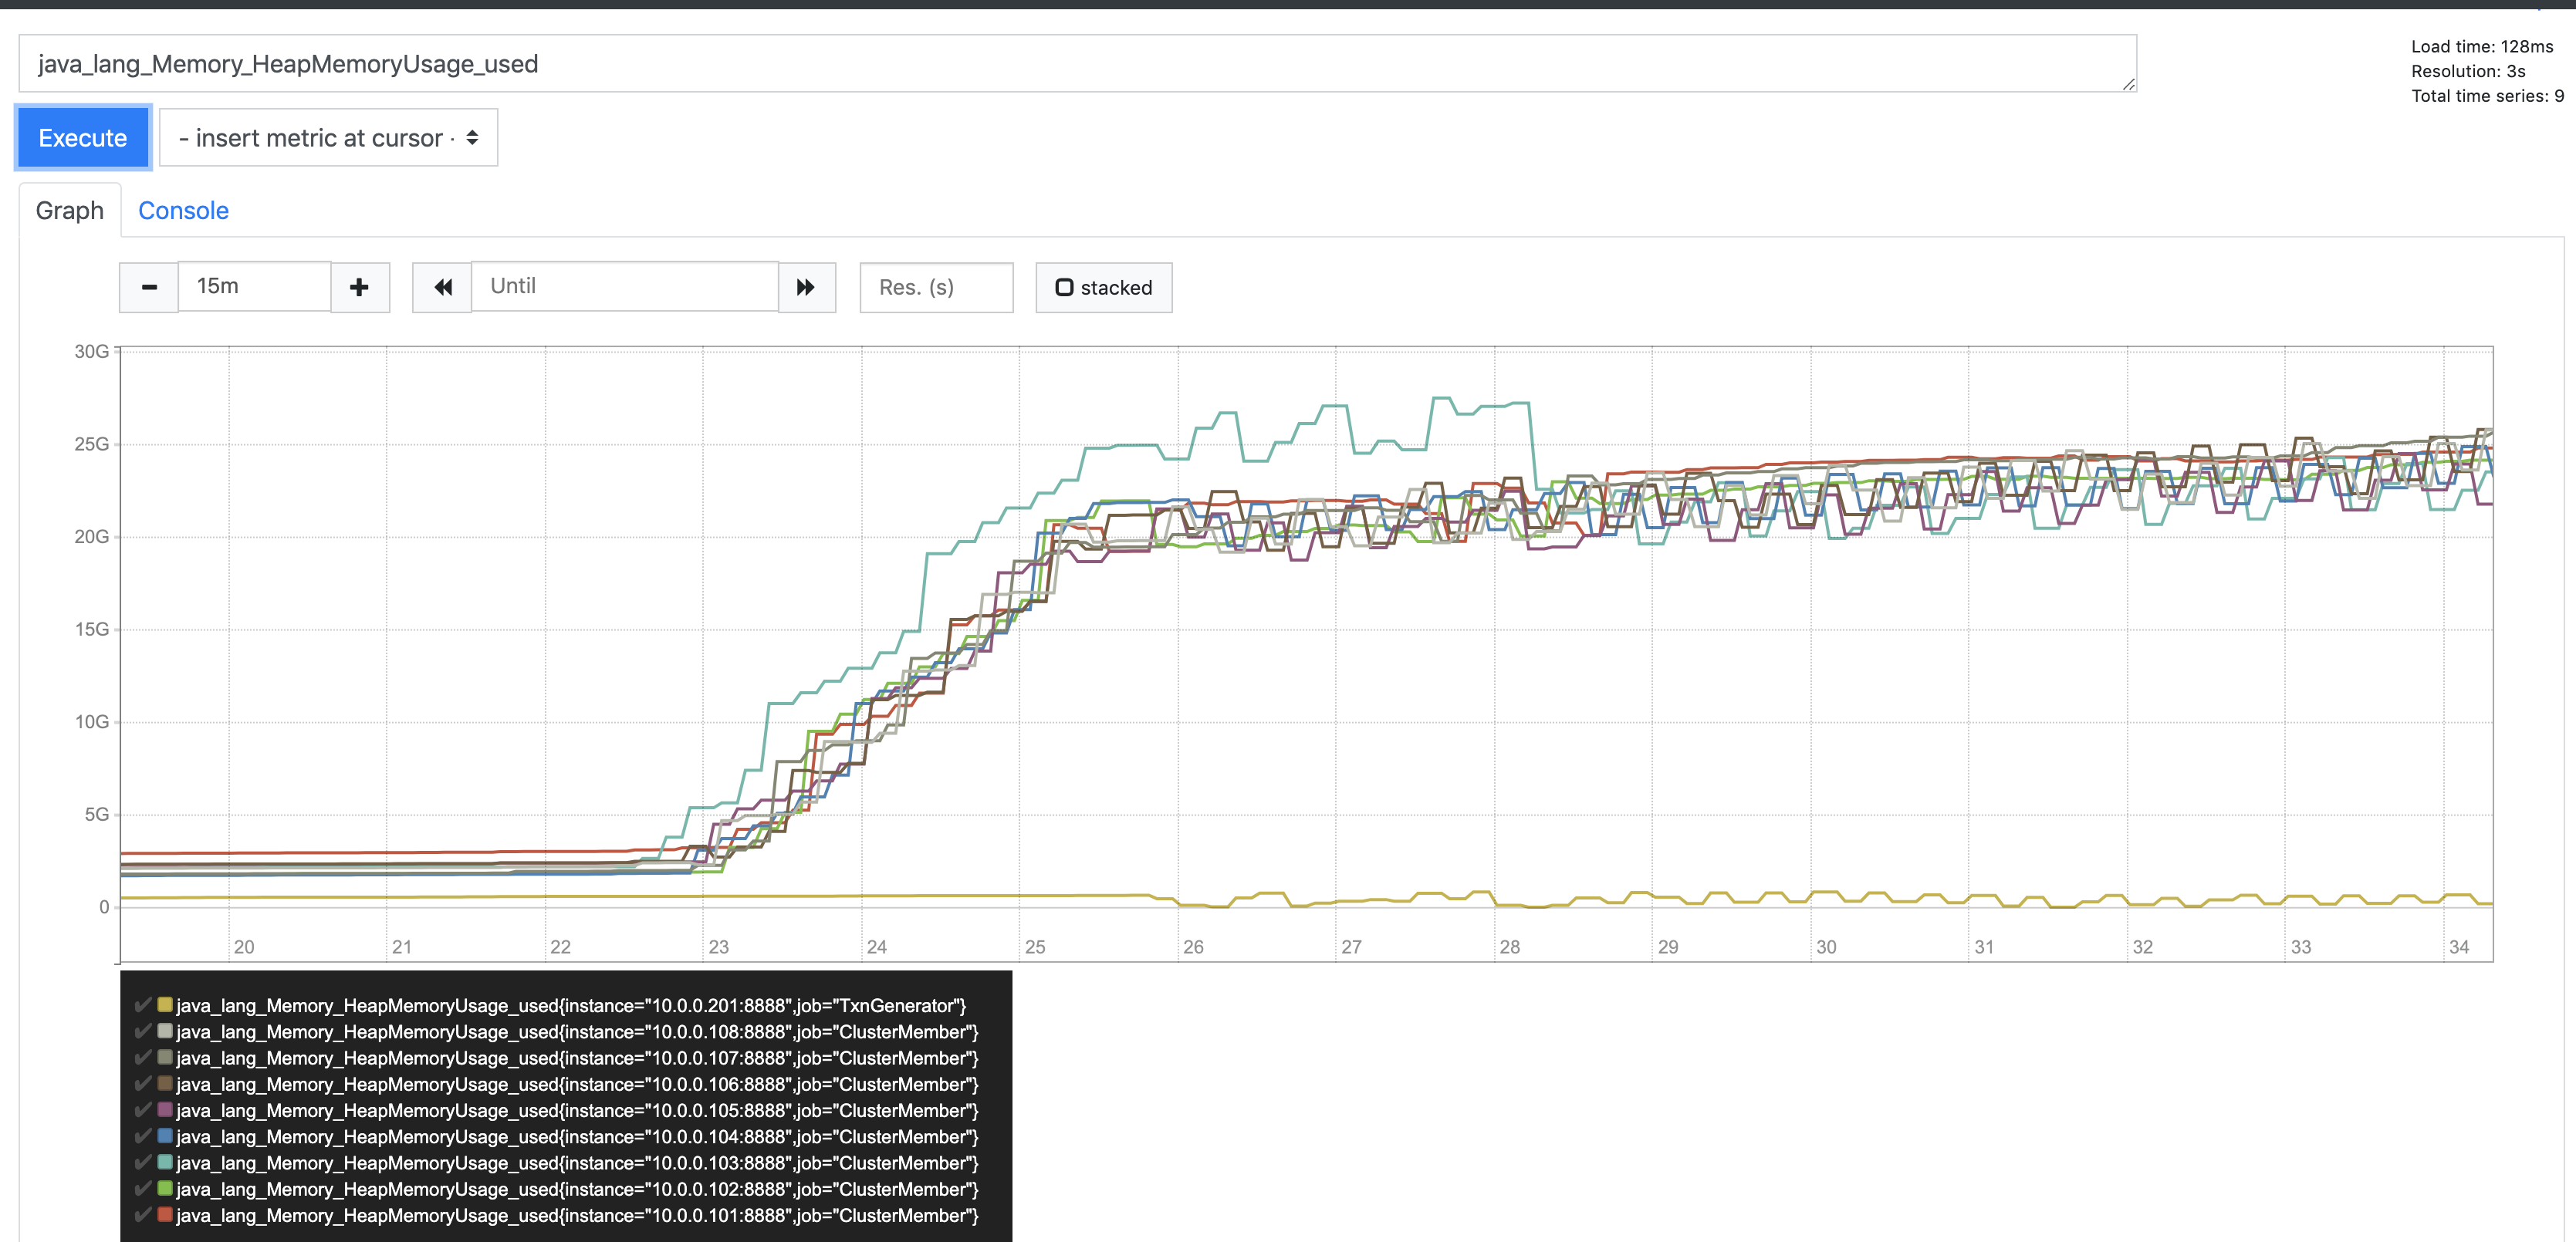 java_lang_Memory_HeapMemoryUsage_used
Load time: 128ms
Resolution: 3s
Total time series: 9
Execute
- insert metric at cursor -
Graph
Console
15m
Until
Res. (s)
stacked
30G
25G
20G
15G
10G
5G
0
20 21 22 23 24 25 26 27 28 29 30 31 32 33 34
java_lang_Memory_HeapMemoryUsage_used{instance="10.0.0.201:8888",job="TxnGenerator"}
java_lang_Memory_HeapMemoryUsage_used{instance="10.0.0.108:8888",job="ClusterMember"}
java_lang_Memory_HeapMemoryUsage_used{instance="10.0.0.107:8888",job="ClusterMember"}
java_lang_Memory_HeapMemoryUsage_used{instance="10.0.0.106:8888",job="ClusterMember"}
java_lang_Memory_HeapMemoryUsage_used{instance="10.0.0.105:8888",job="ClusterMember"}
java_lang_Memory_HeapMemoryUsage_used{instance="10.0.0.104:8888",job="ClusterMember"}
java_lang_Memory_HeapMemoryUsage_used{instance="10.0.0.103:8888",job="ClusterMember"}
java_lang_Memory_HeapMemoryUsage_used{instance="10.0.0.102:8888",job="ClusterMember"}
java_lang_Memory_HeapMemoryUsage_used{instance="10.0.0.101:8888",job="ClusterMember"}